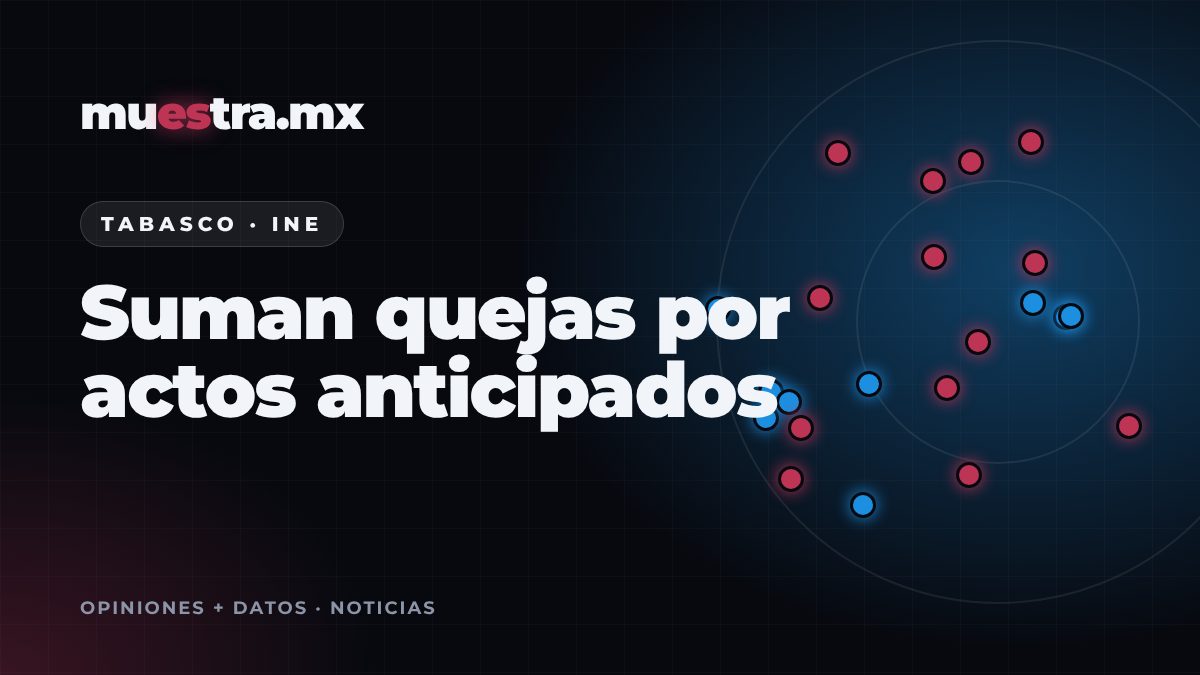 muestra.mx
TABASCO · INE
Suman quejas por
actos anticipados
OPINIONES + DATOS · NOTICIAS